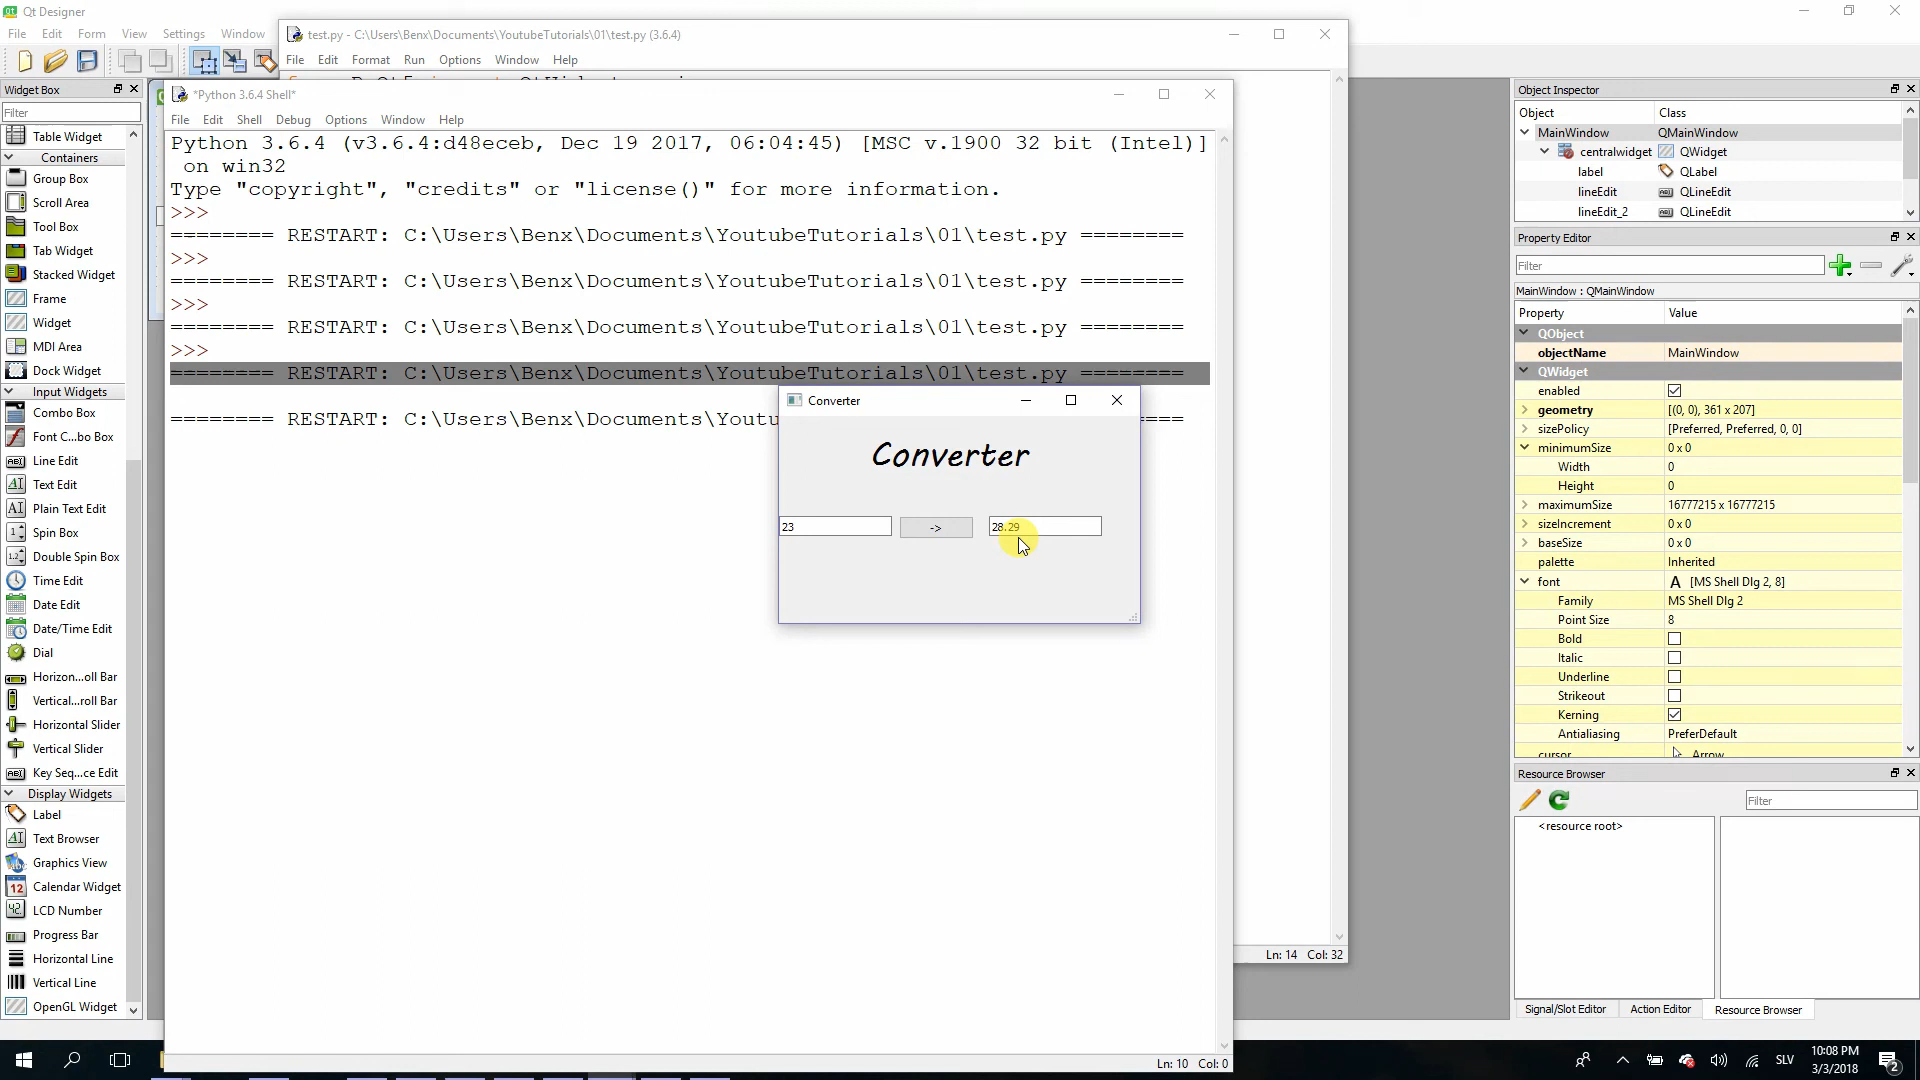 Qt Designer
File Edit Form View Settings Window
test.py - C:\Users\Benx\Documents\YoutubeTutorials\01\test.py (3.6.4)
File Edit Format Run Options Window Help
Widget Box
Filter
Table Widget
Containers
Group Box
Scroll Area
Tool Box
Tab Widget
Stacked Widget
Frame
Widget
MDI Area
Dock Widget
Input Widgets
Combo Box
Font C...bo Box
Line Edit
Text Edit
Plain Text Edit
Spin Box
Double Spin Box
Time Edit
Date Edit
Date/Time Edit
Dial
Horizon...oll Bar
Vertical...roll Bar
Horizontal Slider
Vertical Slider
Key Seq...ce Edit
Display Widgets
Label
Text Browser
Graphics View
Calendar Widget
LCD Number
Progress Bar
Horizontal Line
Vertical Line
OpenGL Widget
*Python 3.6.4 Shell*
File Edit Shell Debug Options Window Help
Python 3.6.4 (v3.6.4:d48eceb, Dec 19 2017, 06:04:45) [MSC v.1900 32 bit (Intel)]
on win32
Type "copyright", "credits" or "license()" for more information.
>>>
======== RESTART: C:\Users\Benx\Documents\YoutubeTutorials\01\test.py ========
>>>
======== RESTART: C:\Users\Benx\Documents\YoutubeTutorials\01\test.py ========
>>>
======== RESTART: C:\Users\Benx\Documents\YoutubeTutorials\01\test.py ========
>>>
======== RESTART: C:\Users\Benx\Documents\YoutubeTutorials\01\test.py ========
======== RESTART: C:\Users\Benx\Documents\Youtu ====
Converter
Converter
23 -> 28.29
Ln: 14 Col: 32
Ln: 10 Col: 0
Object Inspector
Object Class
MainWindow QMainWindow
centralwidget QWidget
label QLabel
lineEdit QLineEdit
lineEdit_2 QLineEdit
Property Editor
Filter
MainWindow : QMainWindow
Property Value
QObject
objectName MainWindow
QWidget
enabled
geometry [(0, 0), 361 x 207]
sizePolicy [Preferred, Preferred, 0, 0]
minimumSize 0 x 0
Width 0
Height 0
maximumSize 16777215 x 16777215
sizeIncrement 0 x 0
baseSize 0 x 0
palette Inherited
font A [MS Shell Dlg 2, 8]
Family MS Shell Dlg 2
Point Size 8
Bold
Italic
Underline
Strikeout
Kerning
Antialiasing PreferDefault
cursor Arrow
Resource Browser
Filter
<resource root>
Signal/Slot Editor Action Editor Resource Browser
SLV
10:08 PM
3/3/2018
2